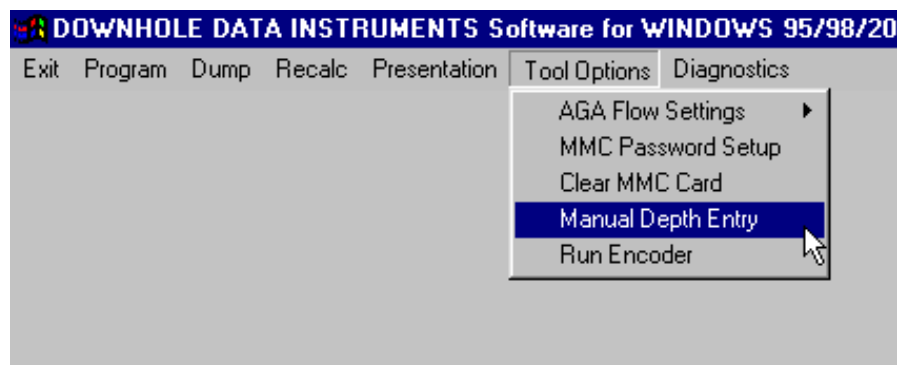 DOWNHOLE DATA INSTRUMENTS Software for WINDOWS 95/98/20
Exit Program Dump Recalc Presentation Tool Options Diagnostics
AGA Flow Settings
MMC Password Setup
Clear MMC Card
Manual Depth Entry
Run Encoder